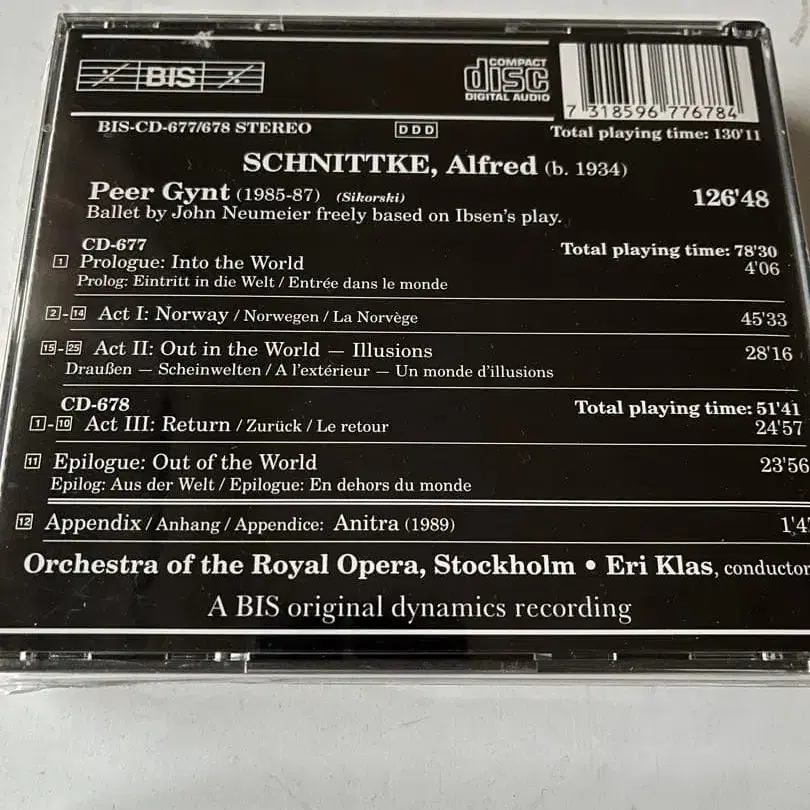 BIS
COMPACT
disc
DIGITAL AUDIO
7 318596 776784
BIS-CD-677/678 STEREO
DDD
Total playing time: 130'11
SCHNITTKE, Alfred (b. 1934)
Peer Gynt (1985-87) (Sikorski) 126'48
Ballet by John Neumeier freely based on Ibsen's play.
CD-677 Total playing time: 78'30
1 Prologue: Into the World 4'06
Prolog: Eintritt in die Welt / Entrée dans le monde
2-14 Act I: Norway / Norwegen / La Norvège 45'33
15-25 Act II: Out in the World — Illusions 28'16
Draußen — Scheinwelten / A l'extérieur — Un monde d'illusions
CD-678 Total playing time: 51'41
1-10 Act III: Return / Zurück / Le retour 24'57
11 Epilogue: Out of the World 23'56
Epilog: Aus der Welt / Epilogue: En dehors du monde
12 Appendix / Anhang / Appendice: Anitra (1989) 1'4
Orchestra of the Royal Opera, Stockholm • Eri Klas, conductor
A BIS original dynamics recording